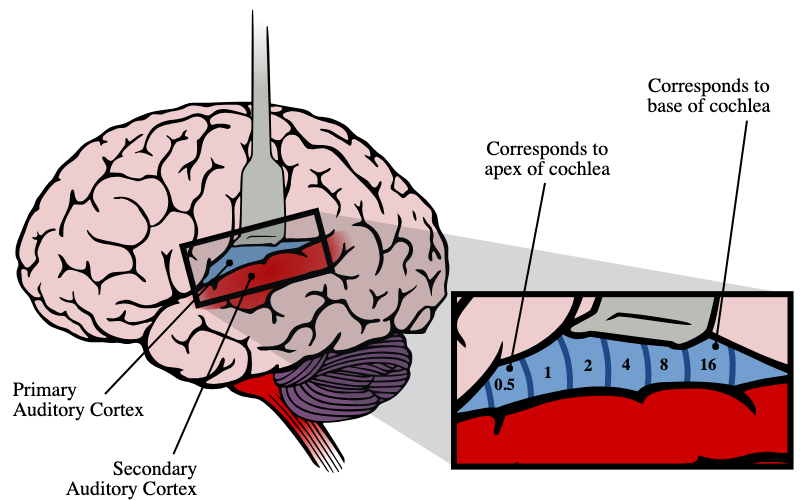 Corresponds to
base of cochlea
Corresponds to
apex of cochlea
0.5 1 2 4 8 16
Primary
Auditory Cortex
Secondary
Auditory Cortex